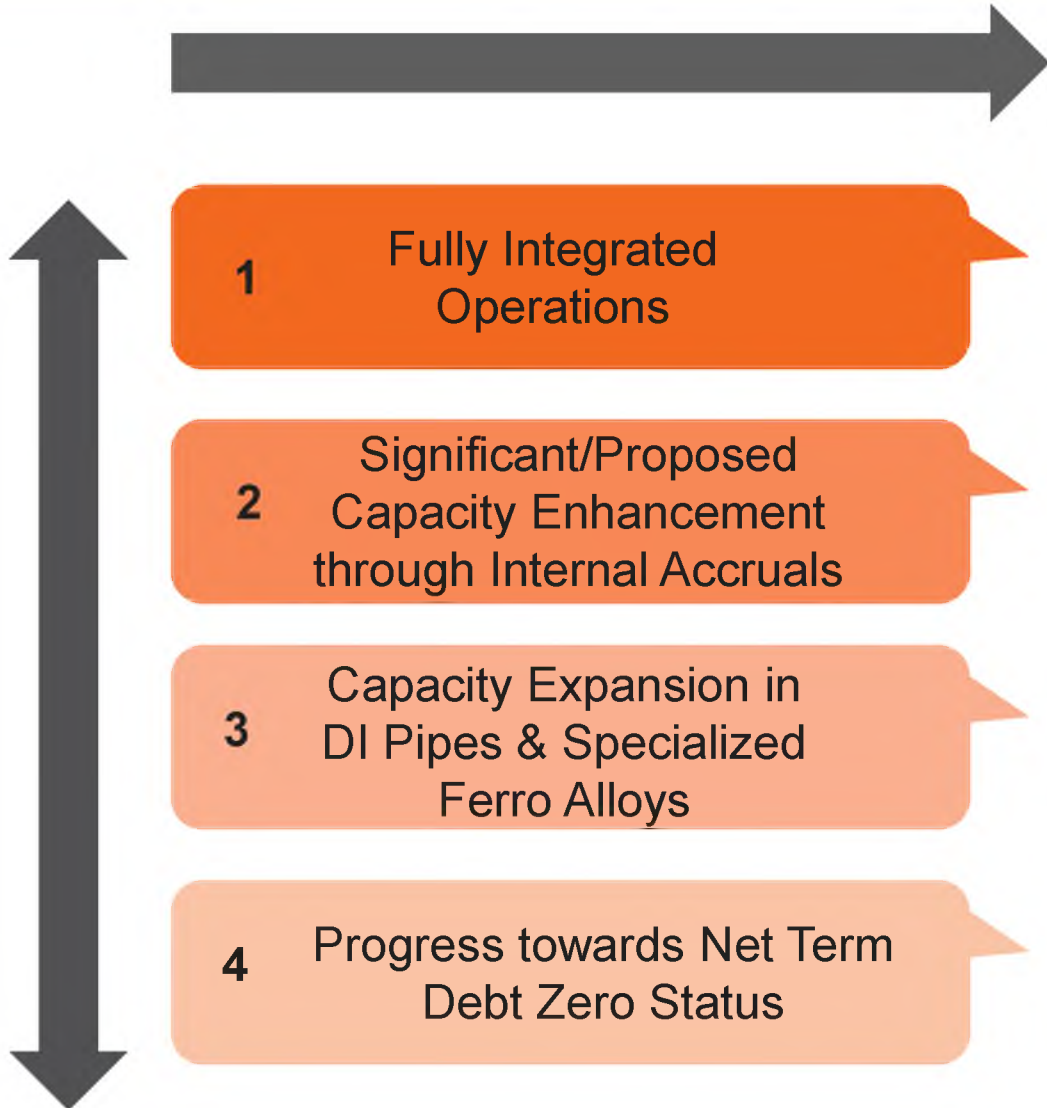 1
Fully Integrated
Operations
2
Significant/Proposed
Capacity Enhancement
through Internal Accruals
3
Capacity Expansion in
DI Pipes & Specialized
Ferro Alloys
4
Progress towards Net Term
Debt Zero Status